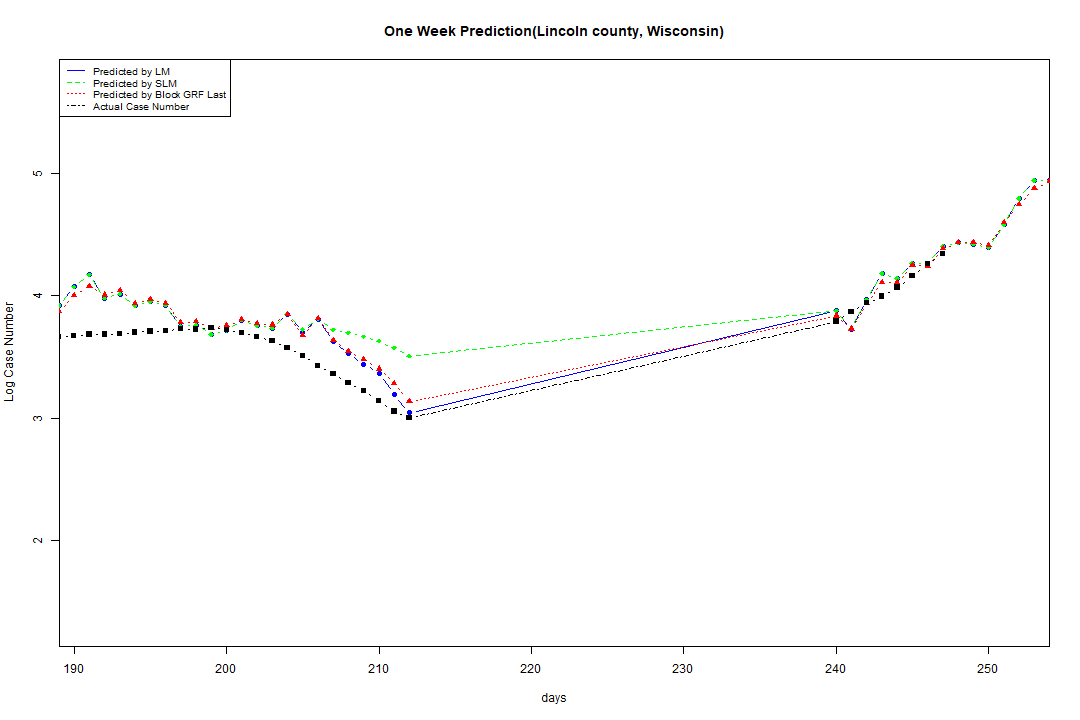 One Week Prediction(Lincoln county, Wisconsin)
Predicted by LM
Predicted by SLM
Predicted by Block GRF Last
Actual Case Number
5
4
3
2
Log Case Number
190 200 210 220 230 240 250
days